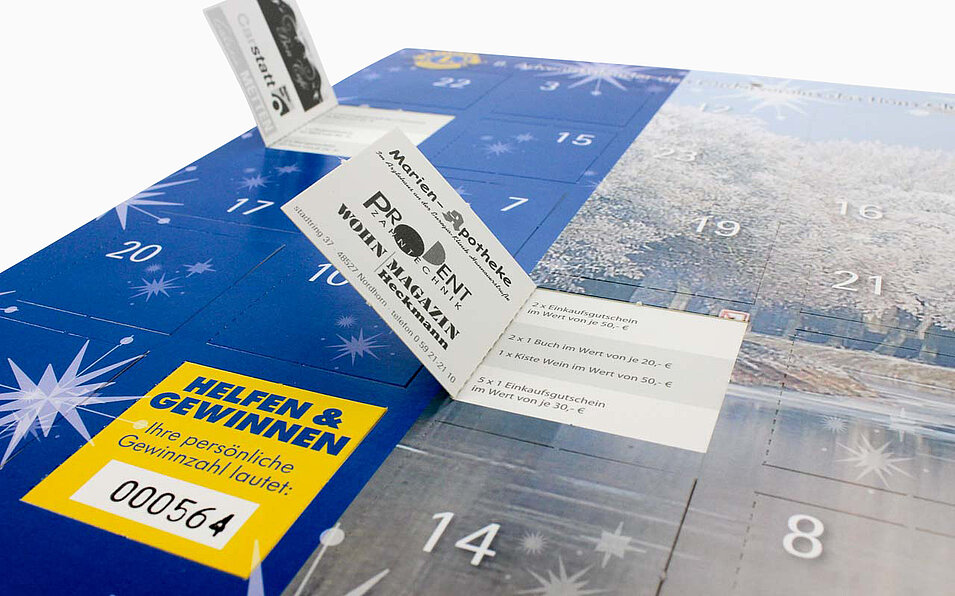 Carstatt
22
3
15
12
23
17
7
19
16
20
10
21
Marien-Apotheke
PRODENT
ZAHNTECHNIK
WOHN MAGAZIN
Heckmann
stadtring 37 48527 Nordhorn telefon 0 59 21-21 10
2 x Einkaufsgutschein
im Wert von je 50,- €
2 x 1 Buch im Wert von je 20,- €
1 x Kiste Wein im Wert von 50,- €
5 x 1 Einkaufsgutschein
im Wert von je 30,- €
HELFEN &
GEWINNEN
Ihre persönliche
Gewinnzahl lautet:
000564
14
8